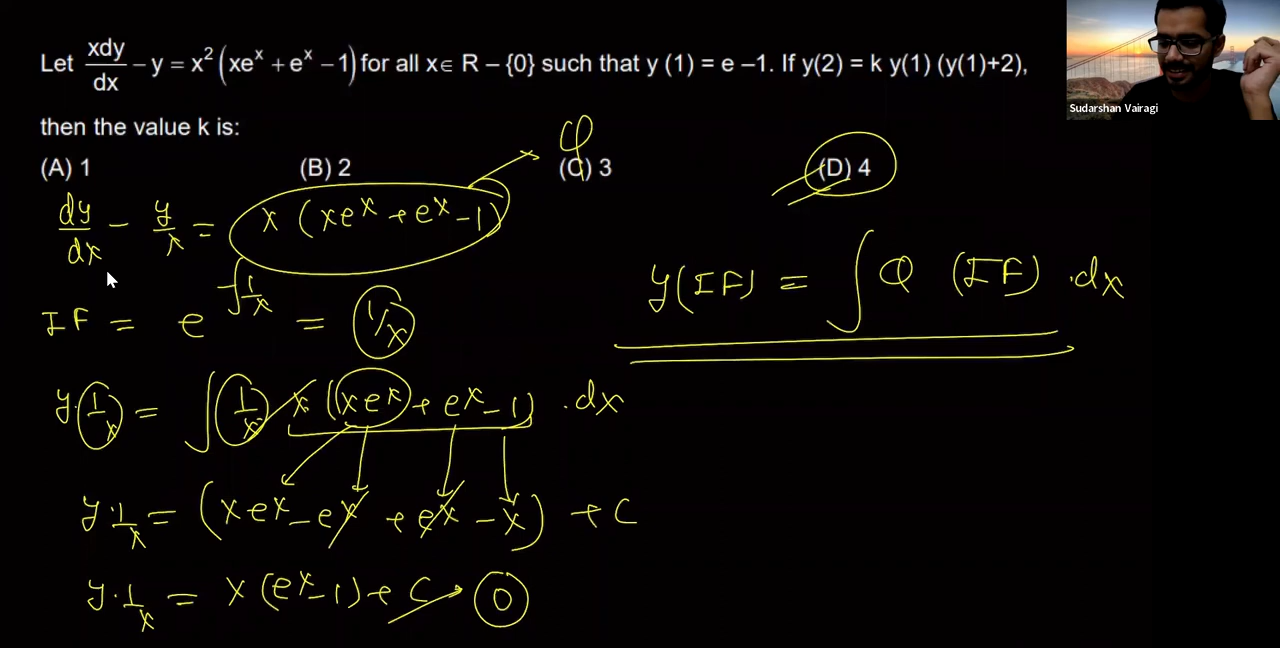 Let xdy/dx − y = x² (xeˣ + eˣ − 1) for all x∈ R − {0} such that y (1) = e −1. If y(2) = k y(1) (y(1)+2),
Sudarshan Vairagi
then the value k is:
(A) 1 (B) 2 (C) 3 (D) 4
φ
dy/dx − y/x = x (xeˣ + eˣ − 1)
y(IF) = ∫ Q (IF) .dx
IF = e^{-∫1/x} = 1/x
y.1/x = ∫ 1/x x (xeˣ + eˣ − 1) .dx
y.1/x = (xeˣ − eˣ + eˣ − x) + C
y.1/x = x (eˣ − 1) + C 0